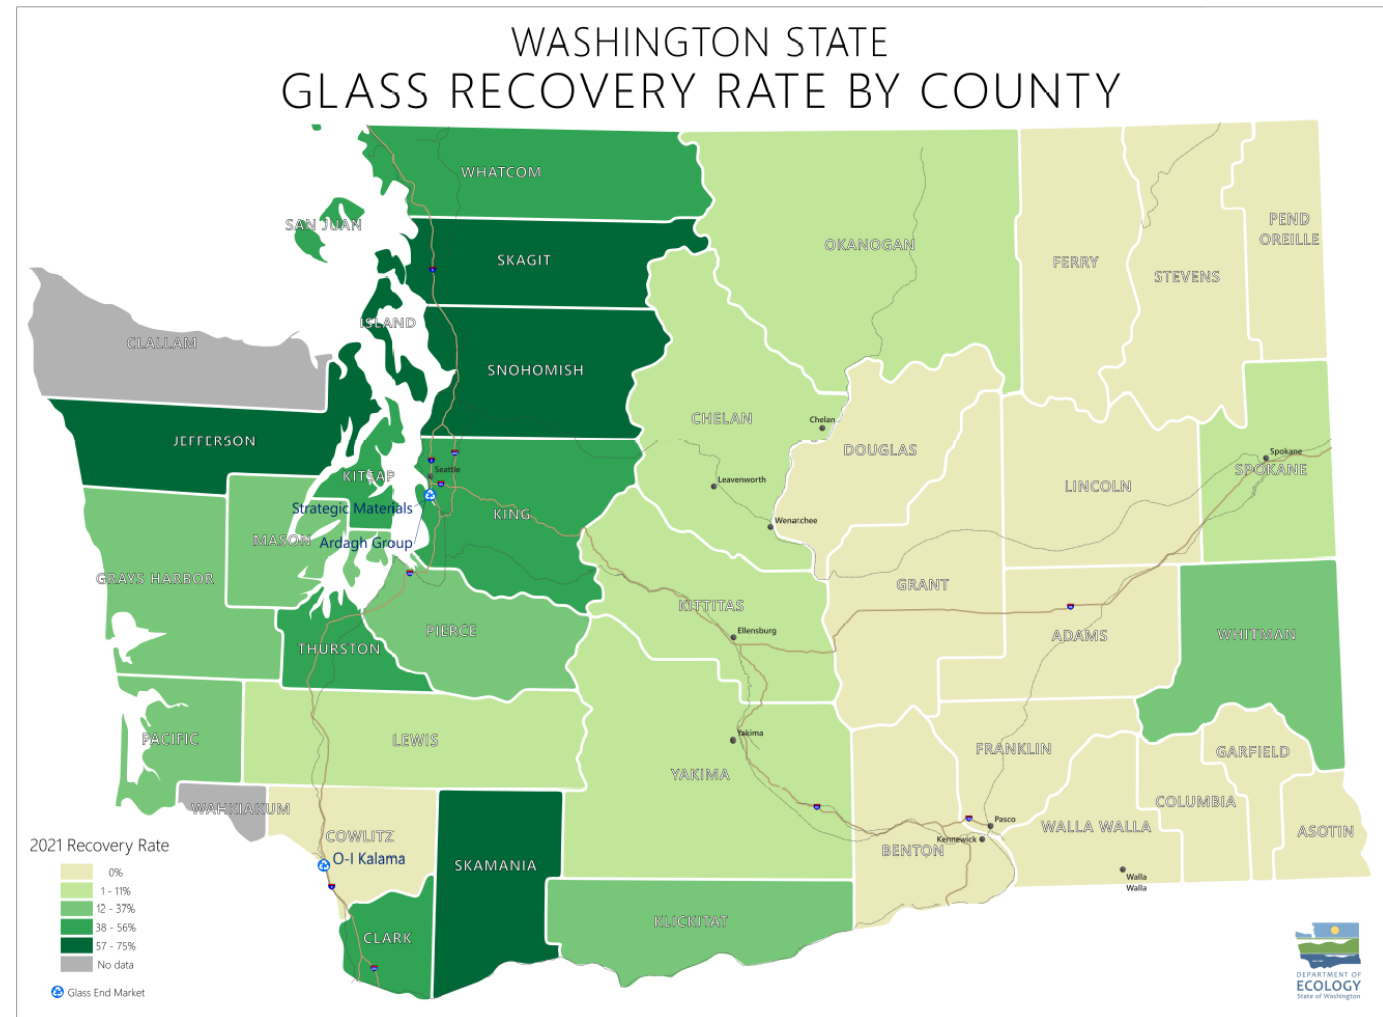 WASHINGTON STATE
GLASS RECOVERY RATE BY COUNTY
WHATCOM
SAN JUAN
SKAGIT
OKANOGAN
FERRY
STEVENS
PEND
OREILLE
ISLAND
CLALLAM
SNOHOMISH
JEFFERSON
CHELAN
Chelan
DOUGLAS
KITSAP
Seattle
Leavenworth
LINCOLN
Spokane
SPOKANE
Strategic Materials
KING
Wenatchee
MASON
Ardagh Group
GRAYS HARBOR
GRANT
KITTITAS
Ellensburg
PIERCE
THURSTON
ADAMS
WHITMAN
PACIFIC
LEWIS
Yakima
YAKIMA
FRANKLIN
GARFIELD
COLUMBIA
WAHKIAKUM
COWLITZ
O-I Kalama
SKAMANIA
Pasco
Kennewick
BENTON
WALLA WALLA
ASOTIN
Walla
Walla
KLICKITAT
CLARK
2021 Recovery Rate
0%
1 - 11%
12 - 37%
38 - 56%
57 - 75%
No data
Glass End Market
DEPARTMENT OF
ECOLOGY
State of Washington